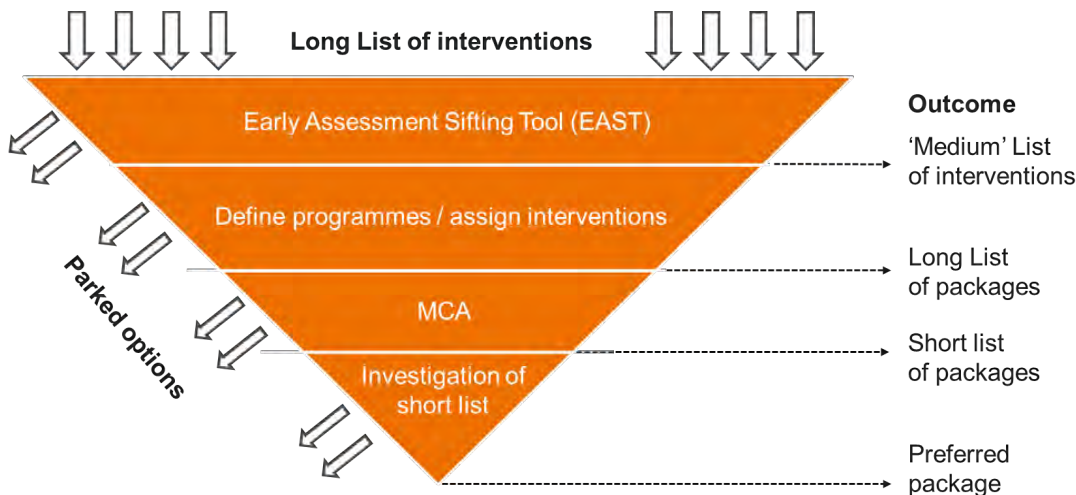 Long List of interventions
Early Assessment Sifting Tool (EAST)
Define programmes / assign interventions
MCA
Investigation of
short list
Parked options
Outcome
‘Medium’ List
of interventions
Long List
of packages
Short list
of packages
Preferred
package